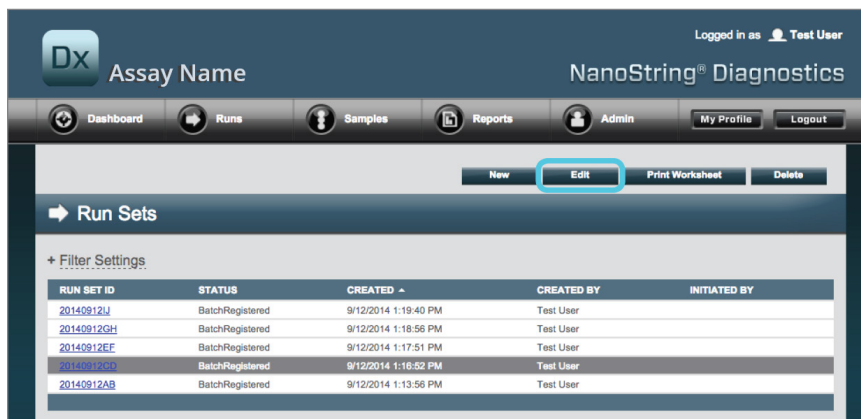 Logged in as Test User
Dx Assay Name NanoString® Diagnostics
Dashboard Runs Samples Reports Admin My Profile Logout
New Edit Print Worksheet Delete
Run Sets
+ Filter Settings
RUN SET ID STATUS CREATED CREATED BY INITIATED BY
20140912IJ BatchRegistered 9/12/2014 1:19:40 PM Test User
20140912GH BatchRegistered 9/12/2014 1:18:56 PM Test User
20140912EF BatchRegistered 9/12/2014 1:17:51 PM Test User
20140912CD BatchRegistered 9/12/2014 1:16:52 PM Test User
20140912AB BatchRegistered 9/12/2014 1:13:56 PM Test User